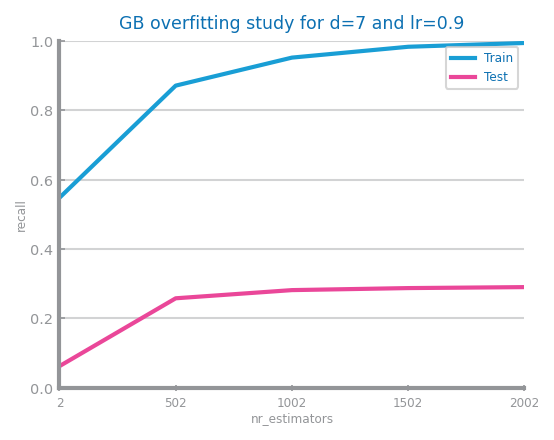 GB overfitting study for d=7 and lr=0.9
1.0
0.8
0.6
0.4
0.2
0.0
recall
Train
Test
2 502 1002 1502 2002
nr_estimators